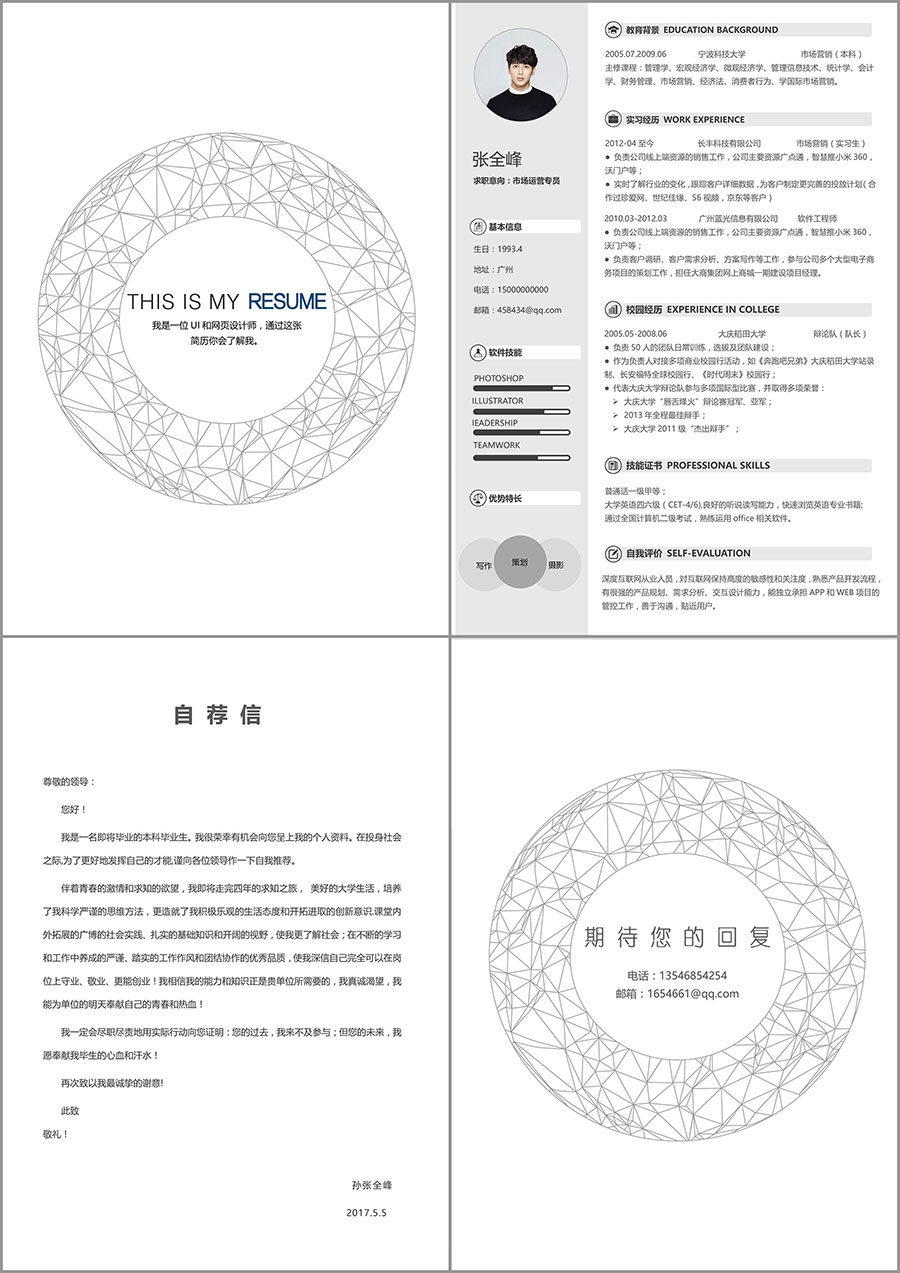 THIS IS MY RESUME
我是一位 UI 和网页设计师，通过这张
简历你会了解我。
张全峰
求职意向：市场运营专员
基本信息
生日：1993.4
地址：广州
电话：15000000000
邮箱：458434@qq.com
软件技能
PHOTOSHOP
ILLUSTRATOR
lEADERSHIP
TEAMWORK
优势特长
写作
策划
摄影
教育背景 EDUCATION BACKGROUND
2005.07.2009.06 宁波科技大学 市场营销（本科）
主修课程：管理学、宏观经济学、微观经济学、管理信息技术、统计学、会计
学、财务管理、市场营销、经济法、消费者行为、学国际市场营销。
实习经历 WORK EXPERIENCE
2012-04 至今 长丰科技有限公司 市场营销（实习生）
● 负责公司线上端资源的销售工作，公司主要资源广点通，智慧推小米 360，
沃门户等；
● 实时了解行业的变化，跟踪客户详细数据，为客户制定更完善的投放计划（合
作过珍爱网、世纪佳缘、56 视频，京东等客户）
2010.03-2012.03 广州蓝光信息有限公司 软件工程师
● 负责公司线上端资源的销售工作，公司主要资源广点通，智慧推小米 360，
沃门户等；
● 负责客户调研、客户需求分析、方案写作等工作，参与公司多个大型电子商
务项目的策划工作，担任大商集团网上商城一期建设项目经理。
校园经历 EXPERIENCE IN COLLEGE
2005.05-2008.06 大庆稻田大学 辩论队（队长）
● 负责 50 人的团队日常训练，选拔及团队建设；
● 作为负责人对接多项商业校园行活动，如《奔跑吧兄弟》大庆稻田大学站录
制、长安福特全球校园行、《时代周末》校园行；
● 代表大庆大学辩论队参与多项国际型比赛，并取得多项荣誉：
➢ 大庆大学“唇舌烽火”辩论赛冠军、亚军；
➢ 2013 年全程最佳辩手；
➢ 大庆大学 2011 级“杰出辩手”；
技能证书 PROFESSIONAL SKILLS
普通话一级甲等；
大学英语四六级（CET-4/6),良好的听说读写能力，快速浏览英语专业书籍;
通过全国计算机二级考试，熟练运用 office 相关软件。
自我评价 SELF-EVALUATION
深度互联网从业人员，对互联网保持高度的敏感性和关注度，熟悉产品开发流程，
有很强的产品规划、需求分析、交互设计能力，能独立承担 APP 和 WEB 项目的
管控工作，善于沟通，贴近用户。
自 荐 信
尊敬的领导：
您好！
我是一名即将毕业的本科毕业生。我很荣幸有机会向您呈上我的个人资料。在投身社会
之际,为了更好地发挥自己的才能,谨向各位领导作一下自我推荐。
伴着青春的激情和求知的欲望，我即将走完四年的求知之旅， 美好的大学生活，培养
了我科学严谨的思维方法，更造就了我积极乐观的生活态度和开拓进取的创新意识.课堂内
外拓展的广博的社会实践、扎实的基础知识和开阔的视野，使我更了解社会；在不断的学习
和工作中养成的严谨、踏实的工作作风和团结协作的优秀品质，使我深信自己完全可以在岗
位上守业、敬业、更能创业！我相信我的能力和知识正是贵单位所需要的，我真诚渴望，我
能为单位的明天奉献自己的青春和热血！
我一定会尽职尽责地用实际行动向您证明：您的过去，我来不及参与；但您的未来，我
愿奉献我毕生的心血和汗水！
再次致以我最诚挚的谢意!
此致
敬礼！
孙张全峰
2017.5.5
期待您的回复
电话：13546854254
邮箱：1654661@qq.com